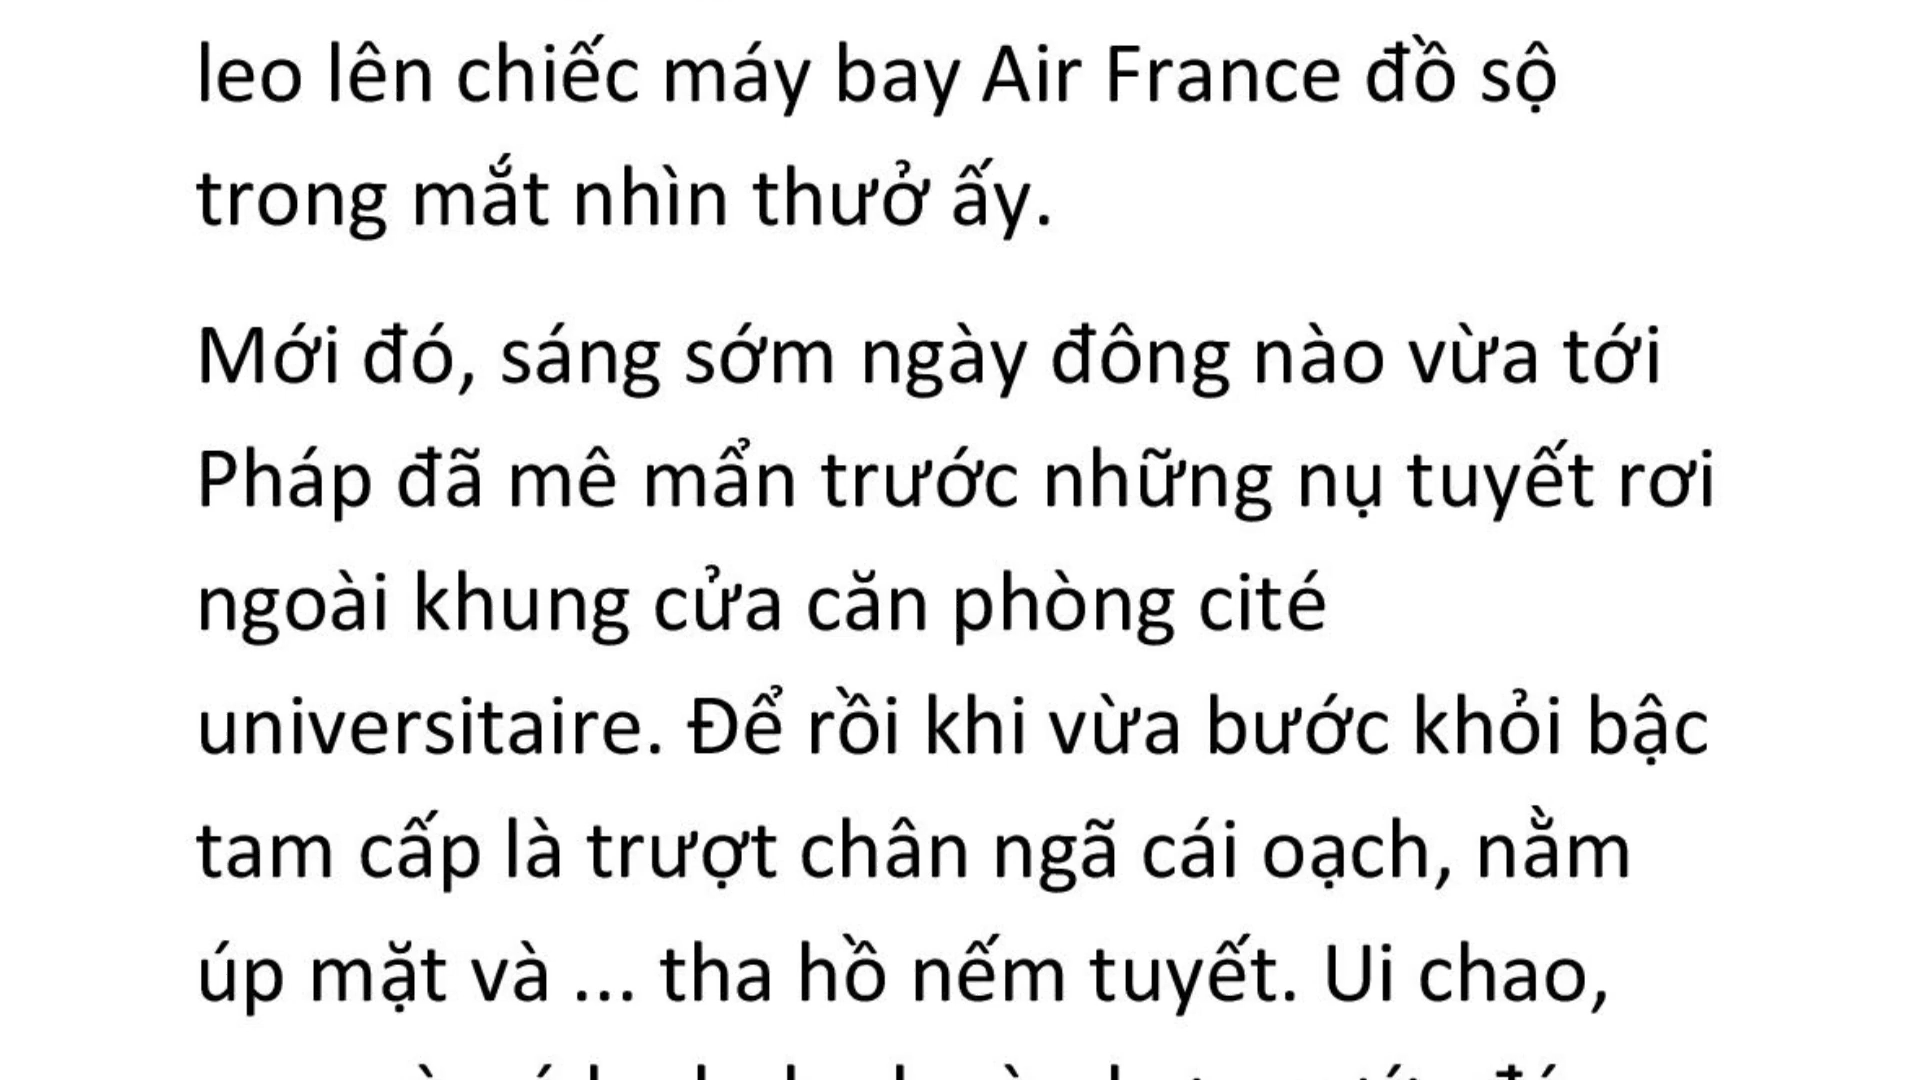 leo lên chiếc máy bay Air France đồ sộ
trong mắt nhìn thưở ấy.
Mới đó, sáng sớm ngày đông nào vừa tới
Pháp đã mê mẩn trước những nụ tuyết rơi
ngoài khung cửa căn phòng cité
universitaire. Để rồi khi vừa bước khỏi bậc
tam cấp là trượt chân ngã cái oạch, nằm
úp mặt và ... tha hồ nếm tuyết. Ui chao,